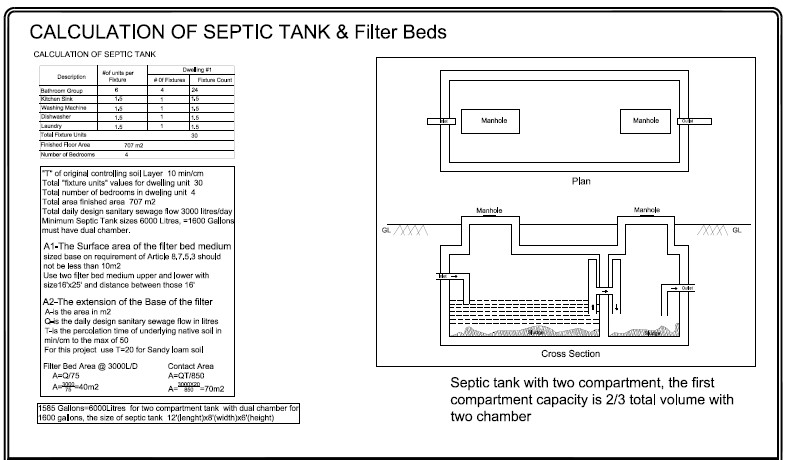 CALCULATION OF SEPTIC TANK & Filter Beds
CALCULATION OF SEPTIC TANK
Description #of units per Fixture Dwelling #1
# Of Fixtures Fixture Count
Bathroom Group 6 4 24
Kitchen Sink 1.5 1 1.5
Washing Machine 1.5 1 1.5
Dishwasher 1.5 1 1.5
Laundry 1.5 1 1.5
Total Fixture Units 30
Finished Floor Area 707 m2
Number of Bedrooms 4
"T" of original controlling soil Layer 10 min/cm
Total "fixture units" values for dwelling unit 30
Total number of bedrooms in dweling unit 4
Total area finished area 707 m2
Total daily design sanitary sewage flow 3000 litres/day
Minimum Septic Tank sizes 6000 Litres, =1600 Gallons
must have dual chamber.
A1-The Surface area of the filter bed medium
sized base on requirement of Article 8,7,5,3 should
not be less than 10m2
Use two filter bed medium upper and lower with
size16'x25' and distance between those 16'
A2-The extension of the Base of the filter
A-is the area in m2
Q-is the daily design sanitary sewage flow in litres
T-is the percolation time of underlying native soil in
min/cm to the max of 50
For this project use T=20 for Sandy loam soil
Filter Bed Area @ 3000L/D Contact Area
A=Q/75 A=QT/850
A=3000/75=40m2 A=3000X20/850=70m2
1585 Gallons=6000Litres for two compartment tank with dual chamber for
1600 gallons, the size of septic tank 12'(length)x8'(width)x6'(height)
Inlet Manhole Manhole Outlet
Plan
Manhole Manhole
GL GL
Inlet Outlet
Sludge Sludge
Cross Section
Septic tank with two compartment, the first
compartment capacity is 2/3 total volume with
two chamber